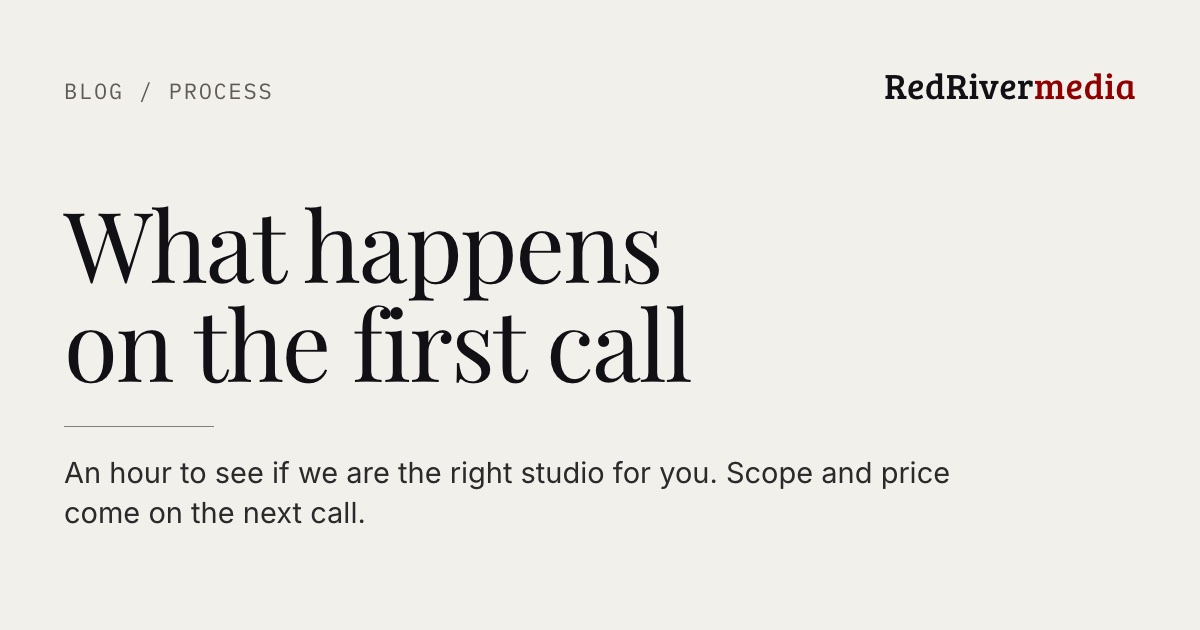 BLOG / PROCESS
RedRivermedia
What happens
on the first call
An hour to see if we are the right studio for you. Scope and price
come on the next call.